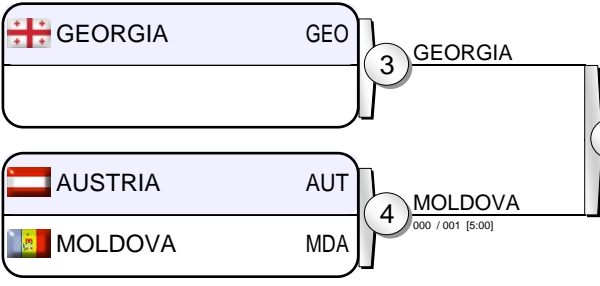 GEORGIA GEO
3 GEORGIA
AUSTRIA AUT
4 MOLDOVA
000 / 001 [5:00]
MOLDOVA MDA